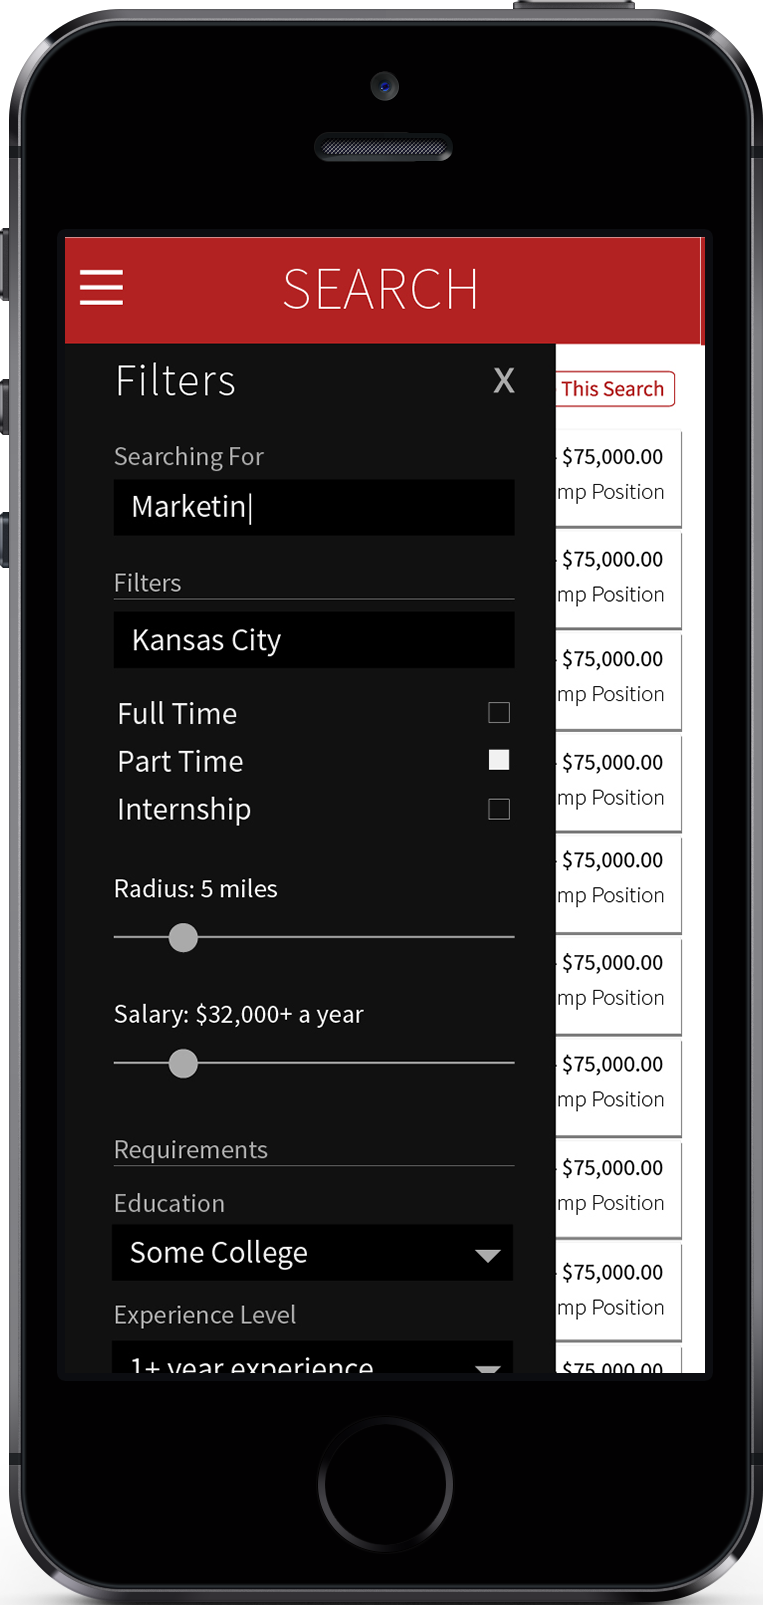 SEARCH
Filters X
This Search
Searching For
Marketin
Filters
Kansas City
Full Time
Part Time
Internship
Radius: 5 miles
Salary: $32,000+ a year
Requirements
Education
Some College
Experience Level
1+ year experience
- $75,000.00
mp Position
- $75,000.00
mp Position
- $75,000.00
mp Position
- $75,000.00
mp Position
- $75,000.00
mp Position
- $75,000.00
mp Position
- $75,000.00
mp Position
- $75,000.00
mp Position
- $75,000.00
mp Position
$75,000.00